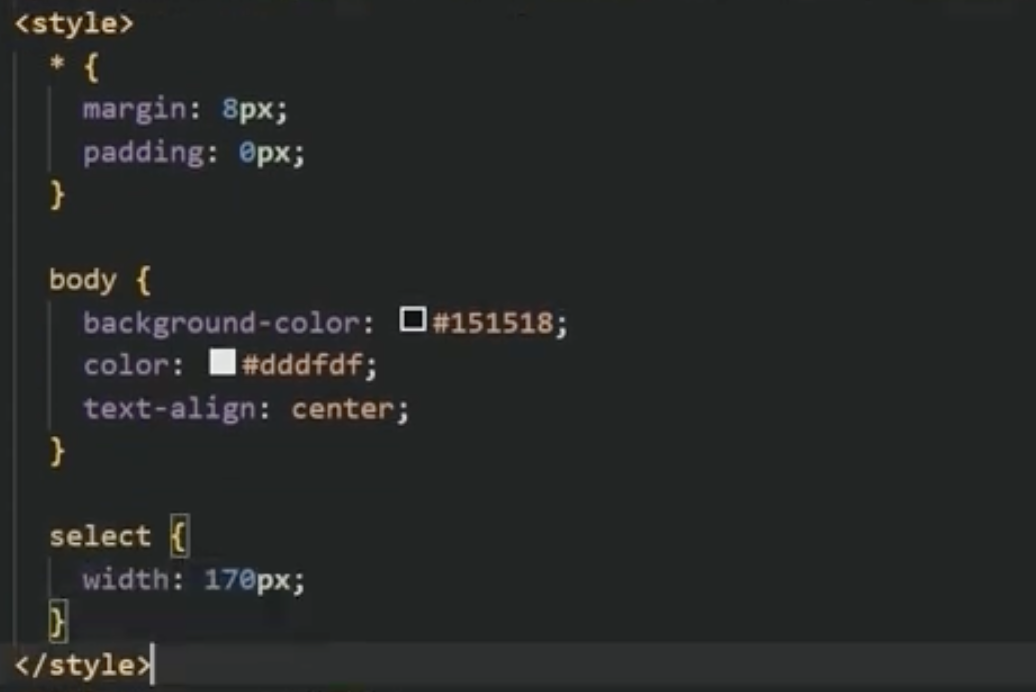 <style>
* {
margin: 8px;
padding: 0px;
}
body {
background-color: #151518;
color: #dddfdf;
text-align: center;
}
select {
width: 170px;
}
</style>